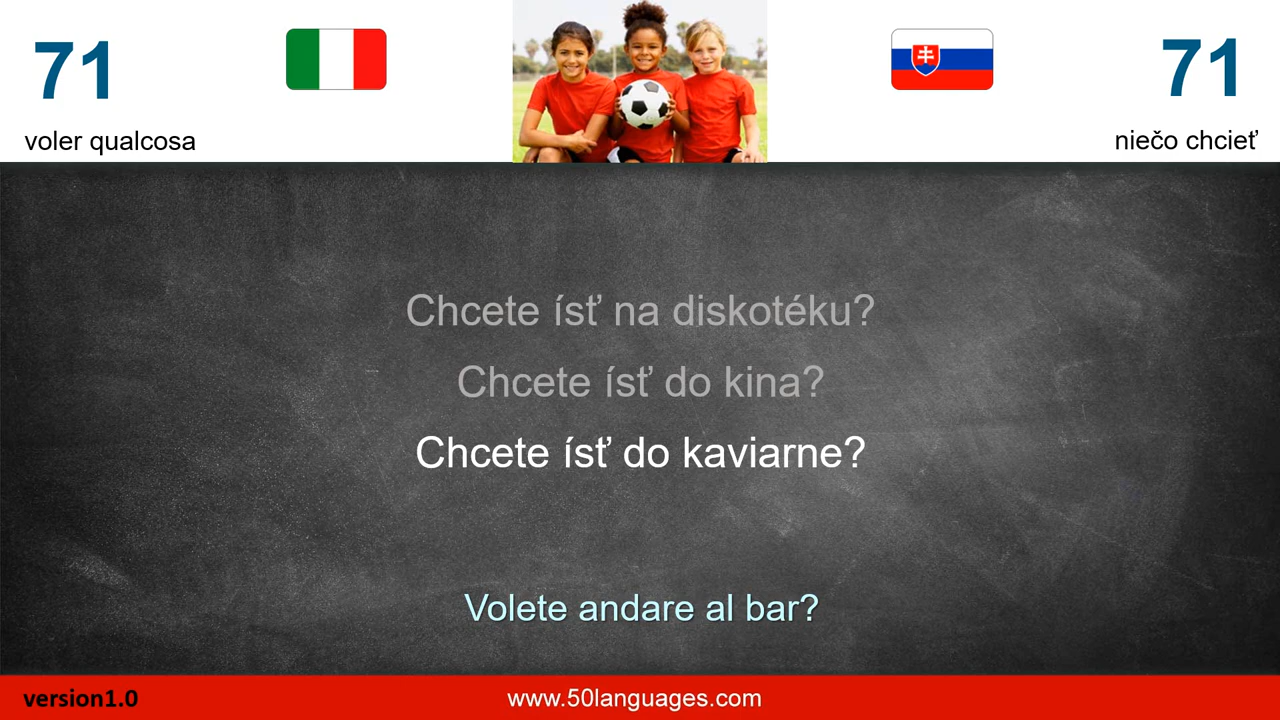 71
71
voler qualcosa
niečo chcieť
Chcete ísť na diskotéku?
Chcete ísť do kina?
Chcete ísť do kaviarne?
Volete andare al bar?
version1.0
www.50languages.com